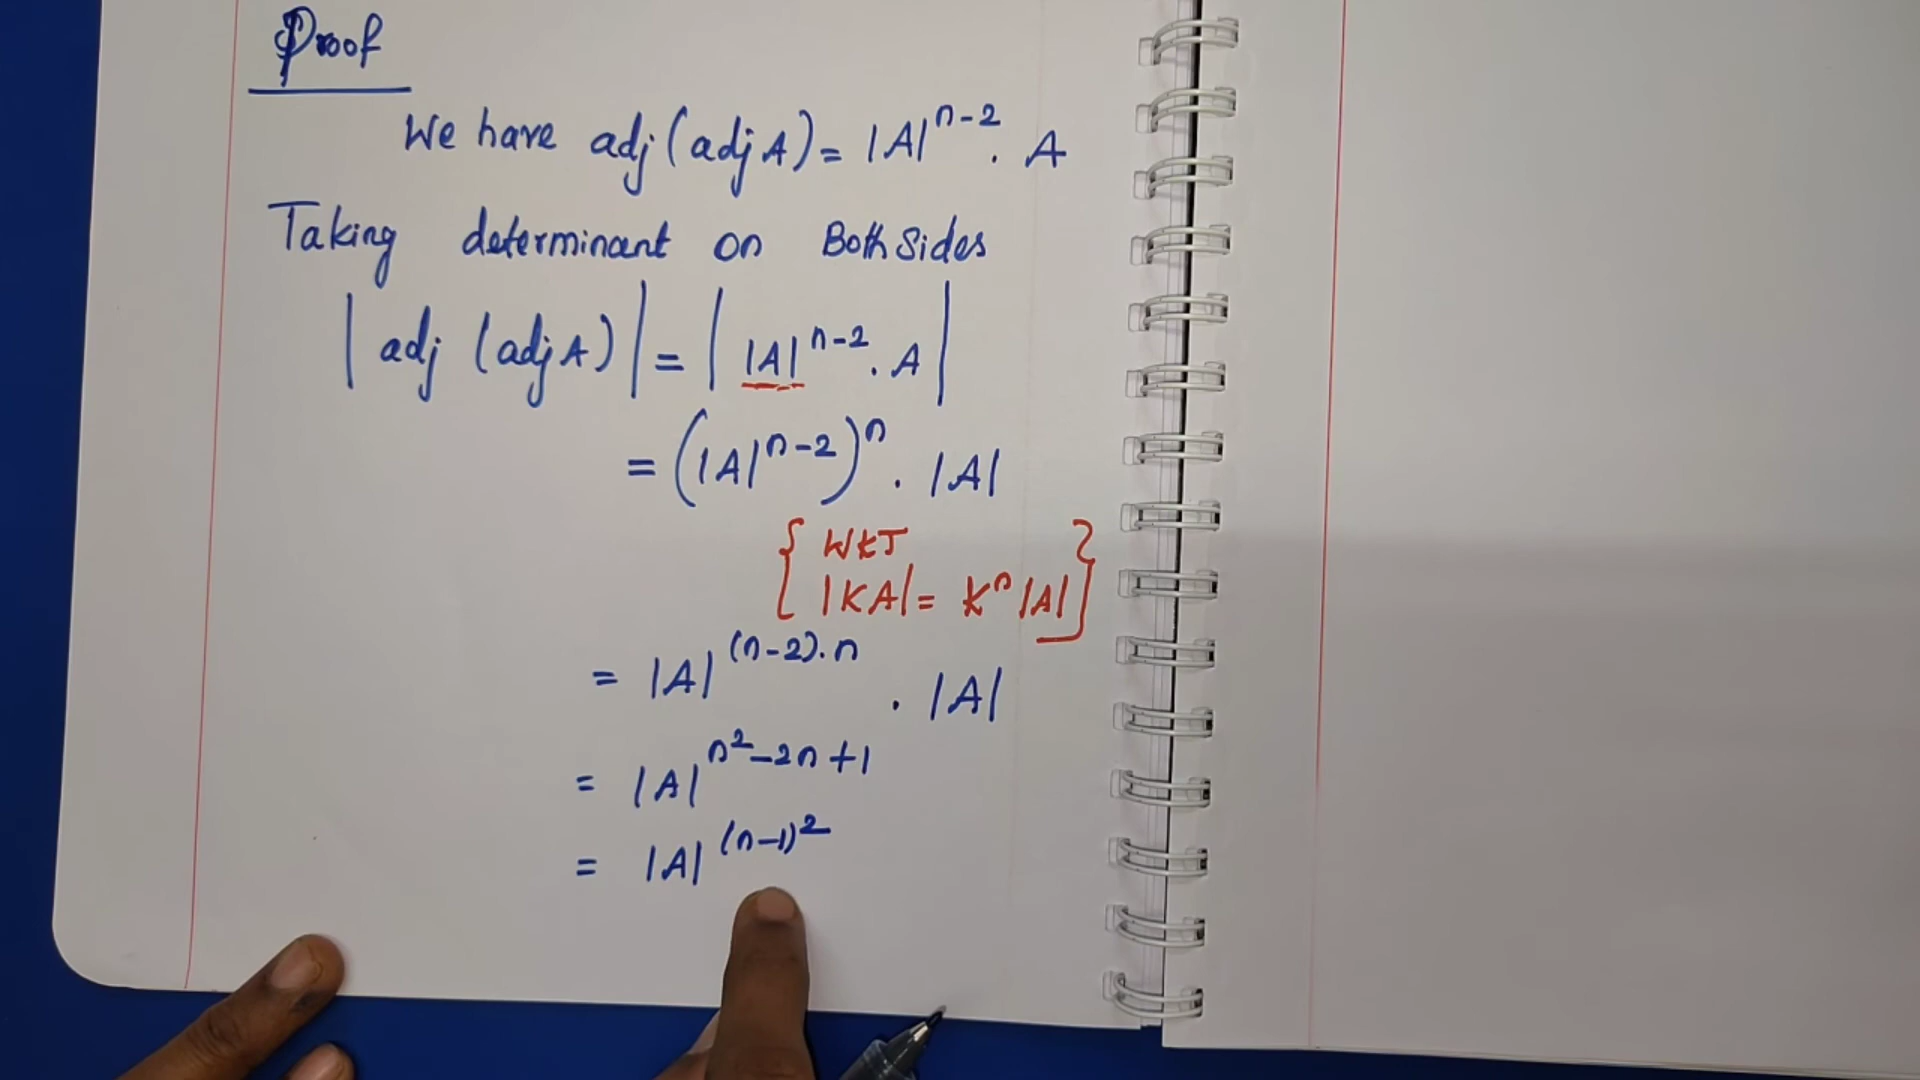 Proof
We have adj(adj A) = |A|^{n-2} . A
Taking determinant on Both Sides
| adj (adj A) | = | |A|^{n-2} . A |
= (|A|^{n-2})^n . |A|
{ WKT
|KA| = K^n |A| }
= |A|^{(n-2).n} . |A|
= |A|^{n²-2n+1}
= |A|^{(n-1)²}